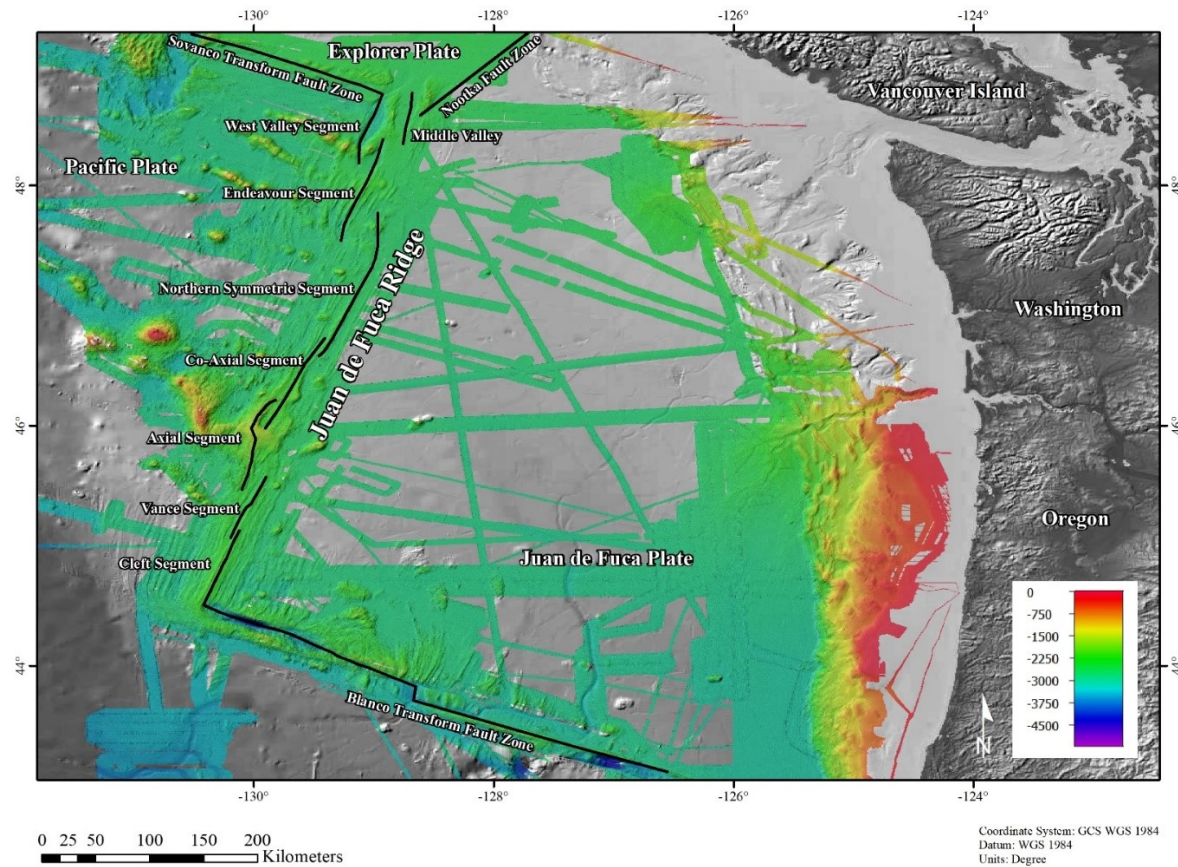 -130°
-128°
-126°
-124°
Explorer Plate
Sovanco Transform Fault Zone
Nootka Fault Zone
Vancouver Island
West Valley Segment
Middle Valley
Pacific Plate
48°
48°
Endeavour Segment
Juan de Fuca Ridge
Northern Symmetric Segment
Washington
Co-Axial Segment
46°
46°
Axial Segment
Vance Segment
Oregon
Cleft Segment
Juan de Fuca Plate
0
-750
-1500
-2250
-3000
-3750
-4500
44°
44°
Blanco Transform Fault Zone
N
-130°
-128°
-126°
-124°
0 25 50 100 150 200
Kilometers
Coordinate System: GCS WGS 1984
Datum: WGS 1984
Units: Degree